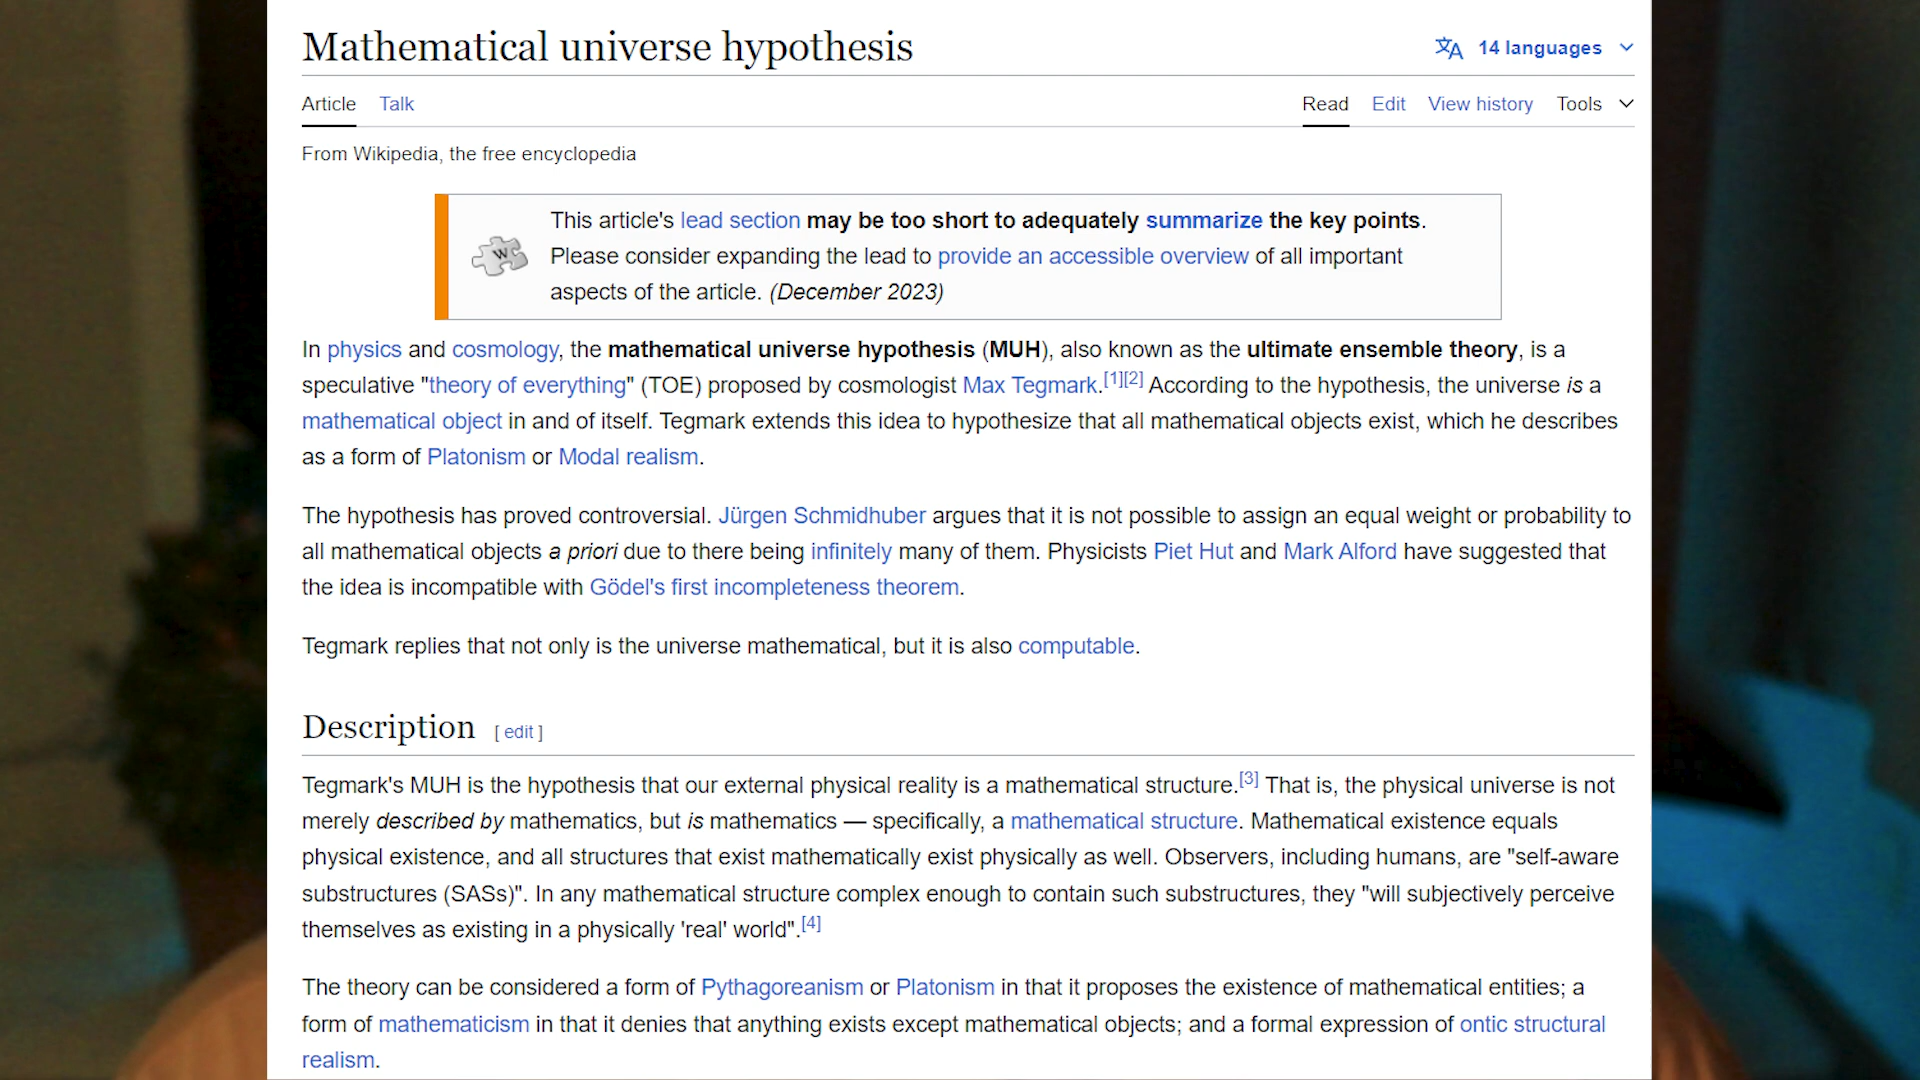 Mathematical universe hypothesis
14 languages
Article Talk
Read Edit View history Tools
From Wikipedia, the free encyclopedia
This article's lead section may be too short to adequately summarize the key points.
Please consider expanding the lead to provide an accessible overview of all important
aspects of the article. (December 2023)
In physics and cosmology, the mathematical universe hypothesis (MUH), also known as the ultimate ensemble theory, is a
speculative "theory of everything" (TOE) proposed by cosmologist Max Tegmark.[1][2] According to the hypothesis, the universe is a
mathematical object in and of itself. Tegmark extends this idea to hypothesize that all mathematical objects exist, which he describes
as a form of Platonism or Modal realism.
The hypothesis has proved controversial. Jürgen Schmidhuber argues that it is not possible to assign an equal weight or probability to
all mathematical objects a priori due to there being infinitely many of them. Physicists Piet Hut and Mark Alford have suggested that
the idea is incompatible with Gödel's first incompleteness theorem.
Tegmark replies that not only is the universe mathematical, but it is also computable.
Description [ edit ]
Tegmark's MUH is the hypothesis that our external physical reality is a mathematical structure.[3] That is, the physical universe is not
merely described by mathematics, but is mathematics — specifically, a mathematical structure. Mathematical existence equals
physical existence, and all structures that exist mathematically exist physically as well. Observers, including humans, are "self-aware
substructures (SASs)". In any mathematical structure complex enough to contain such substructures, they "will subjectively perceive
themselves as existing in a physically 'real' world".[4]
The theory can be considered a form of Pythagoreanism or Platonism in that it proposes the existence of mathematical entities; a
form of mathematicism in that it denies that anything exists except mathematical objects; and a formal expression of ontic structural
realism.